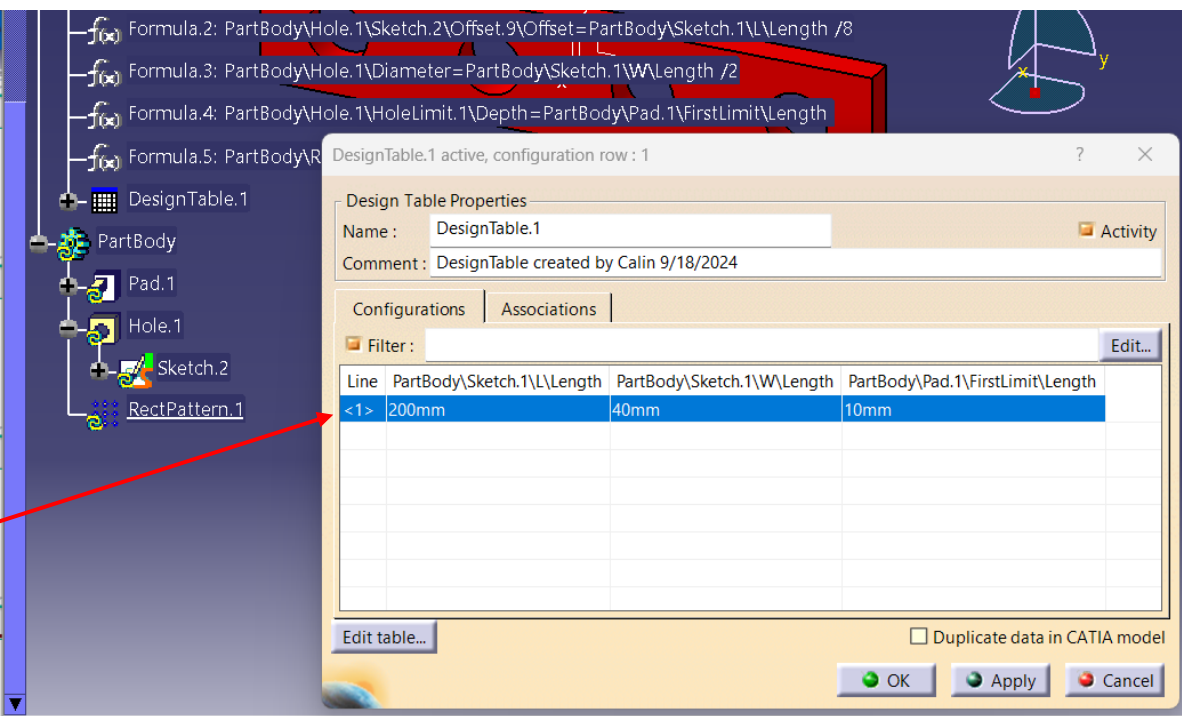 Formula.2: PartBody\Hole.1\Sketch.2\Offset.9\Offset=PartBody\Sketch.1\L\Length /8
Formula.3: PartBody\Hole.1\Diameter=PartBody\Sketch.1\W\Length /2
Formula.4: PartBody\Hole.1\HoleLimit.1\Depth=PartBody\Pad.1\FirstLimit\Length
Formula.5: PartBody\R
DesignTable.1
PartBody
Pad.1
Hole.1
Sketch.2
RectPattern.1
x
y
x
DesignTable.1 active, configuration row : 1
?
Design Table Properties
Name : DesignTable.1 Activity
Comment : DesignTable created by Calin 9/18/2024
Configurations Associations
Filter : Edit...
Line PartBody\Sketch.1\L\Length PartBody\Sketch.1\W\Length PartBody\Pad.1\FirstLimit\Length
<1> 200mm 40mm 10mm
Edit table... Duplicate data in CATIA model
OK Apply Cancel